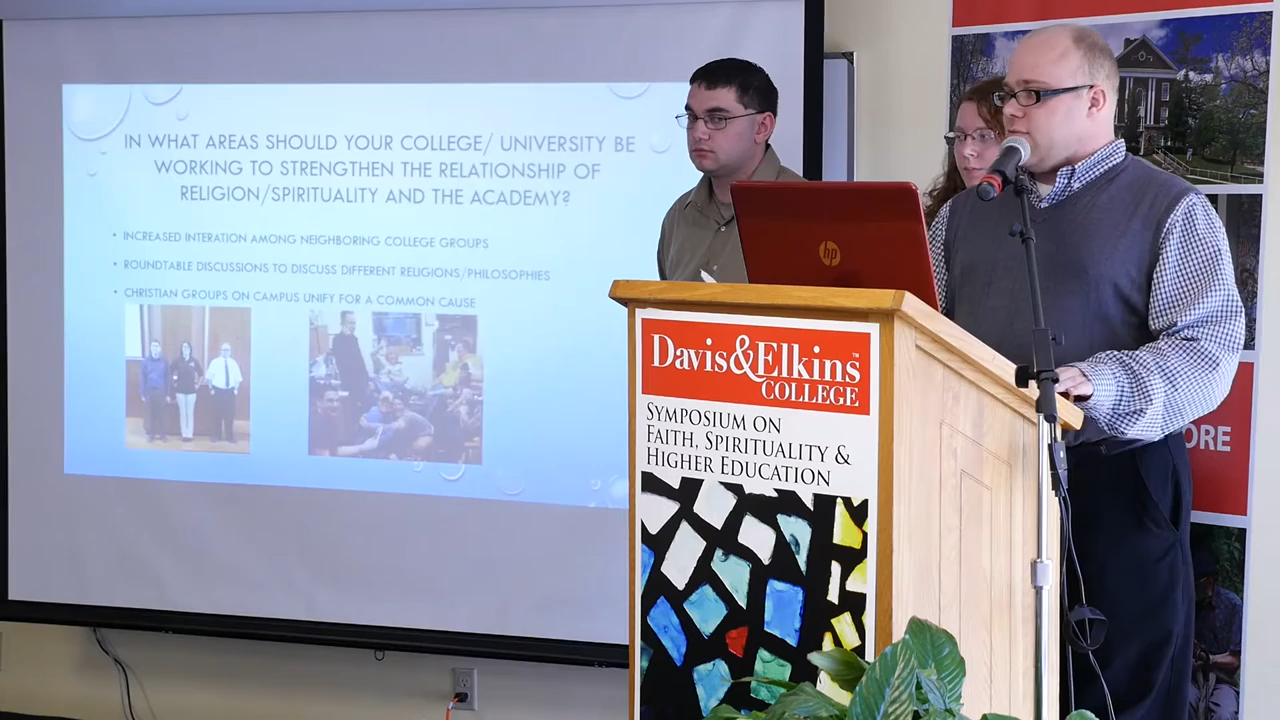 IN WHAT AREAS SHOULD YOUR COLLEGE/ UNIVERSITY BE
WORKING TO STRENGTHEN THE RELATIONSHIP OF
RELIGION/SPIRITUALITY AND THE ACADEMY?
• INCREASED INTERATION AMONG NEIGHBORING COLLEGE GROUPS
• ROUNDTABLE DISCUSSIONS TO DISCUSS DIFFERENT RELIGIONS/PHILOSOPHIES
• CHRISTIAN GROUPS ON CAMPUS UNIFY FOR A COMMON CAUSE
hp
Davis&Elkins™
COLLEGE
SYMPOSIUM ON
FAITH, SPIRITUALITY &
HIGHER EDUCATION